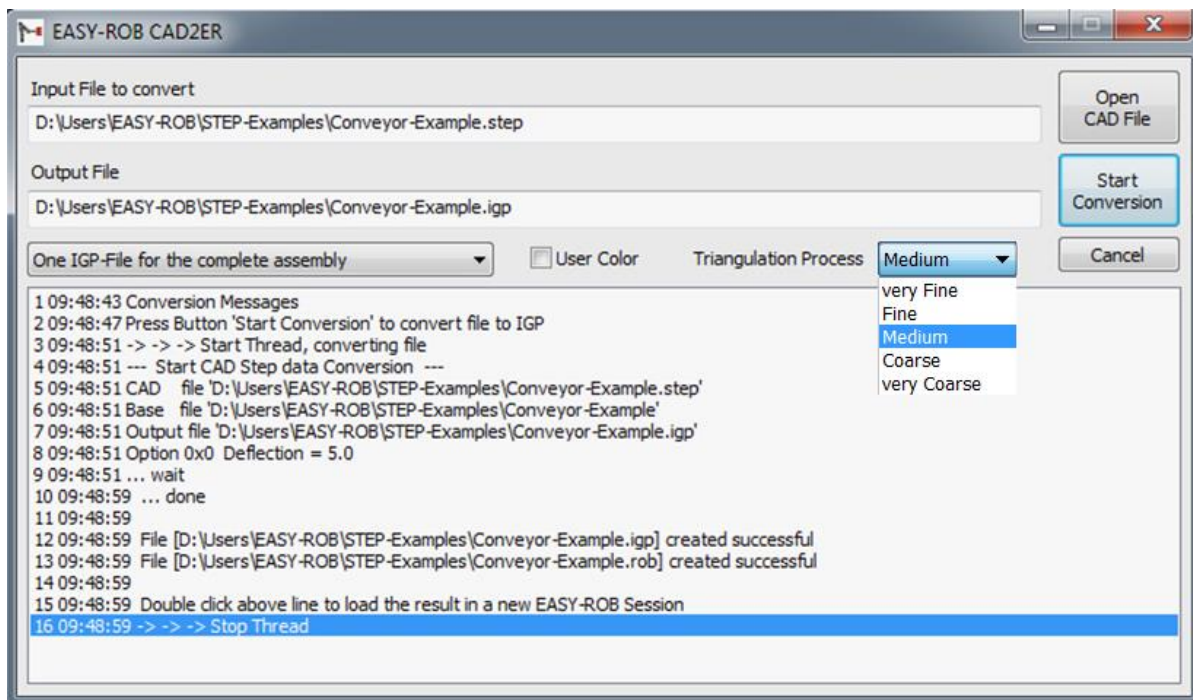 EASY-ROB CAD2ER
Input File to convert
D:\Users\EASY-ROB\STEP-Examples\Conveyor-Example.step
Open
CAD File
Output File
D:\Users\EASY-ROB\STEP-Examples\Conveyor-Example.igp
Start
Conversion
One IGP-File for the complete assembly
User Color
Triangulation Process
Medium
Cancel
very Fine
Fine
Medium
Coarse
very Coarse
1 09:48:43 Conversion Messages
2 09:48:47 Press Button 'Start Conversion' to convert file to IGP
3 09:48:51 -> -> -> Start Thread, converting file
4 09:48:51 --- Start CAD Step data Conversion ---
5 09:48:51 CAD file 'D:\Users\EASY-ROB\STEP-Examples\Conveyor-Example.step'
6 09:48:51 Base file 'D:\Users\EASY-ROB\STEP-Examples\Conveyor-Example'
7 09:48:51 Output file 'D:\Users\EASY-ROB\STEP-Examples\Conveyor-Example.igp'
8 09:48:51 Option 0x0 Deflection = 5.0
9 09:48:51 ... wait
10 09:48:59 ... done
11 09:48:59
12 09:48:59 File [D:\Users\EASY-ROB\STEP-Examples\Conveyor-Example.igp] created successful
13 09:48:59 File [D:\Users\EASY-ROB\STEP-Examples\Conveyor-Example.rob] created successful
14 09:48:59
15 09:48:59 Double click above line to load the result in a new EASY-ROB Session
16 09:48:59 -> -> -> Stop Thread